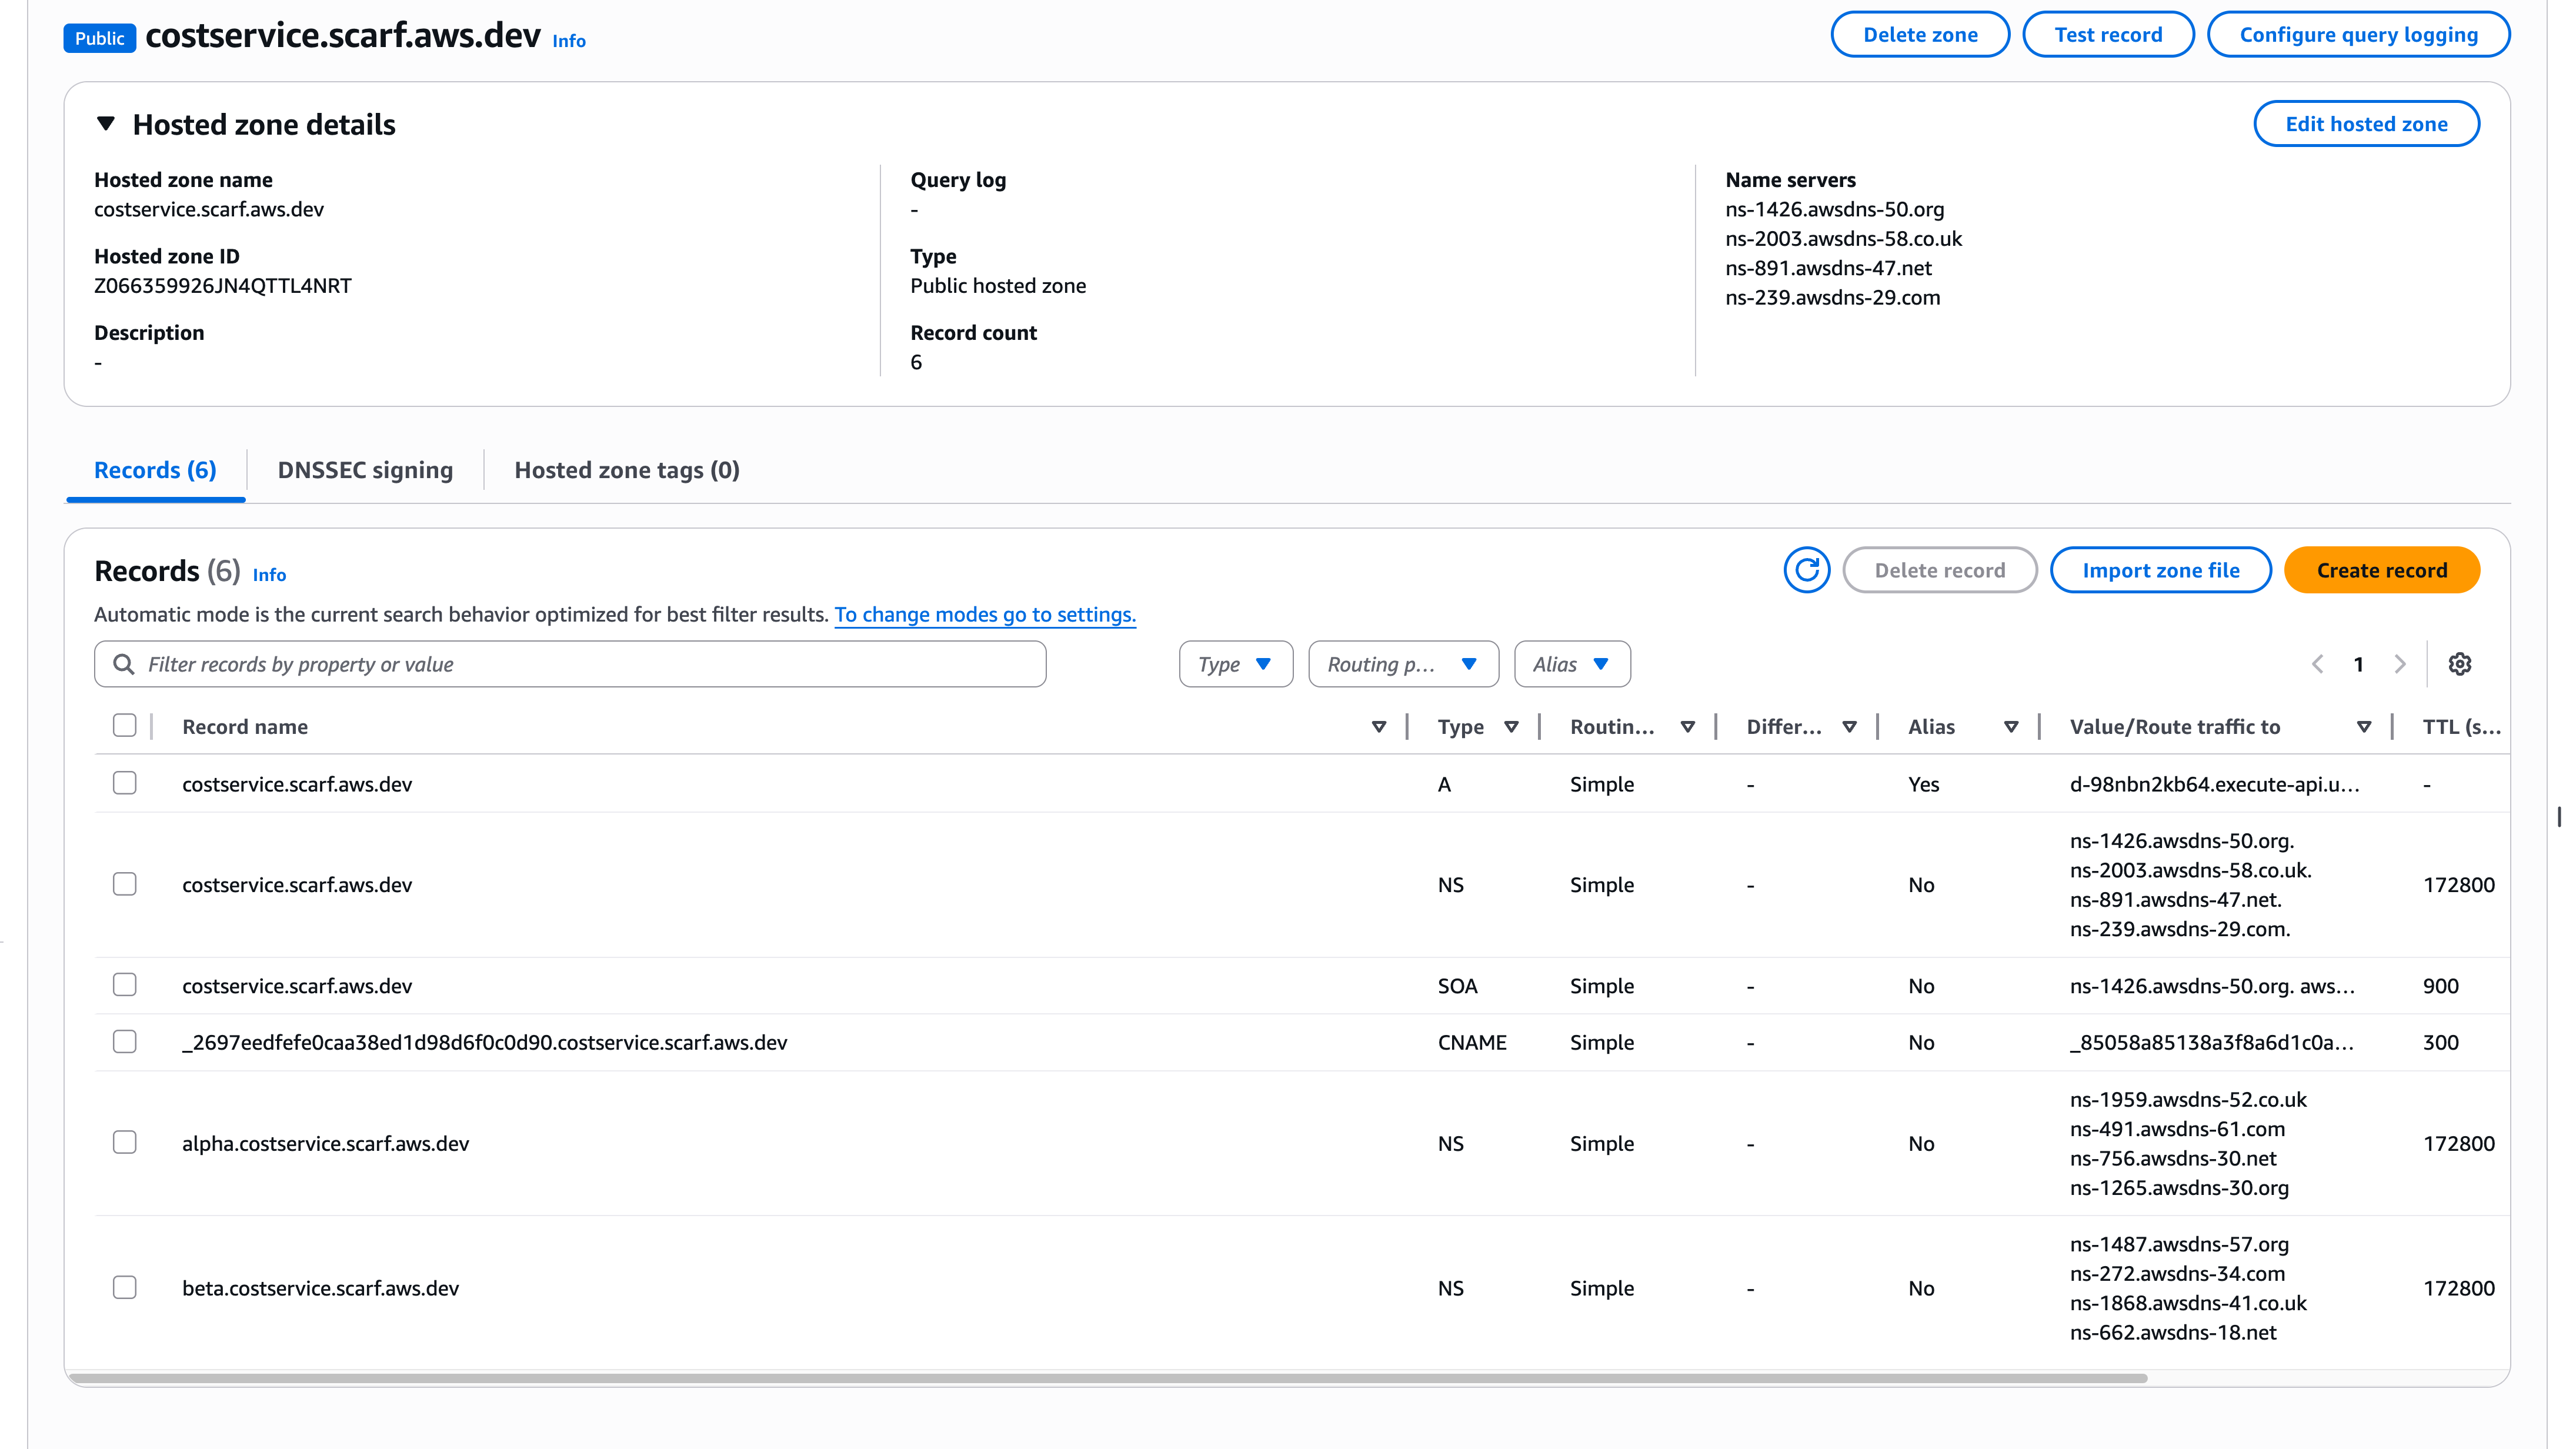 Public costservice.scarf.aws.dev Info
Delete zone
Test record
Configure query logging
Hosted zone details
Edit hosted zone
Hosted zone name
costservice.scarf.aws.dev
Hosted zone ID
Z066359926JN4QTTL4NRT
Description
-
Query log
-
Type
Public hosted zone
Record count
6
Name servers
ns-1426.awsdns-50.org
ns-2003.awsdns-58.co.uk
ns-891.awsdns-47.net
ns-239.awsdns-29.com
Records (6)
DNSSEC signing
Hosted zone tags (0)
Records (6) Info
Delete record
Import zone file
Create record
Automatic mode is the current search behavior optimized for best filter results. To change modes go to settings.
Filter records by property or value
Type
Routing p...
Alias
1
Record name Type Routin... Differ... Alias Value/Route traffic to TTL (s...
costservice.scarf.aws.dev A Simple - Yes d-98nbn2kb64.execute-api.u... -
costservice.scarf.aws.dev NS Simple - No
ns-1426.awsdns-50.org.
ns-2003.awsdns-58.co.uk.
ns-891.awsdns-47.net.
ns-239.awsdns-29.com.
172800
costservice.scarf.aws.dev SOA Simple - No ns-1426.awsdns-50.org. aws... 900
_2697eedfefe0caa38ed1d98d6f0c0d90.costservice.scarf.aws.dev CNAME Simple - No _85058a85138a3f8a6d1c0a... 300
alpha.costservice.scarf.aws.dev NS Simple - No
ns-1959.awsdns-52.co.uk
ns-491.awsdns-61.com
ns-756.awsdns-30.net
ns-1265.awsdns-30.org
172800
beta.costservice.scarf.aws.dev NS Simple - No
ns-1487.awsdns-57.org
ns-272.awsdns-34.com
ns-1868.awsdns-41.co.uk
ns-662.awsdns-18.net
172800